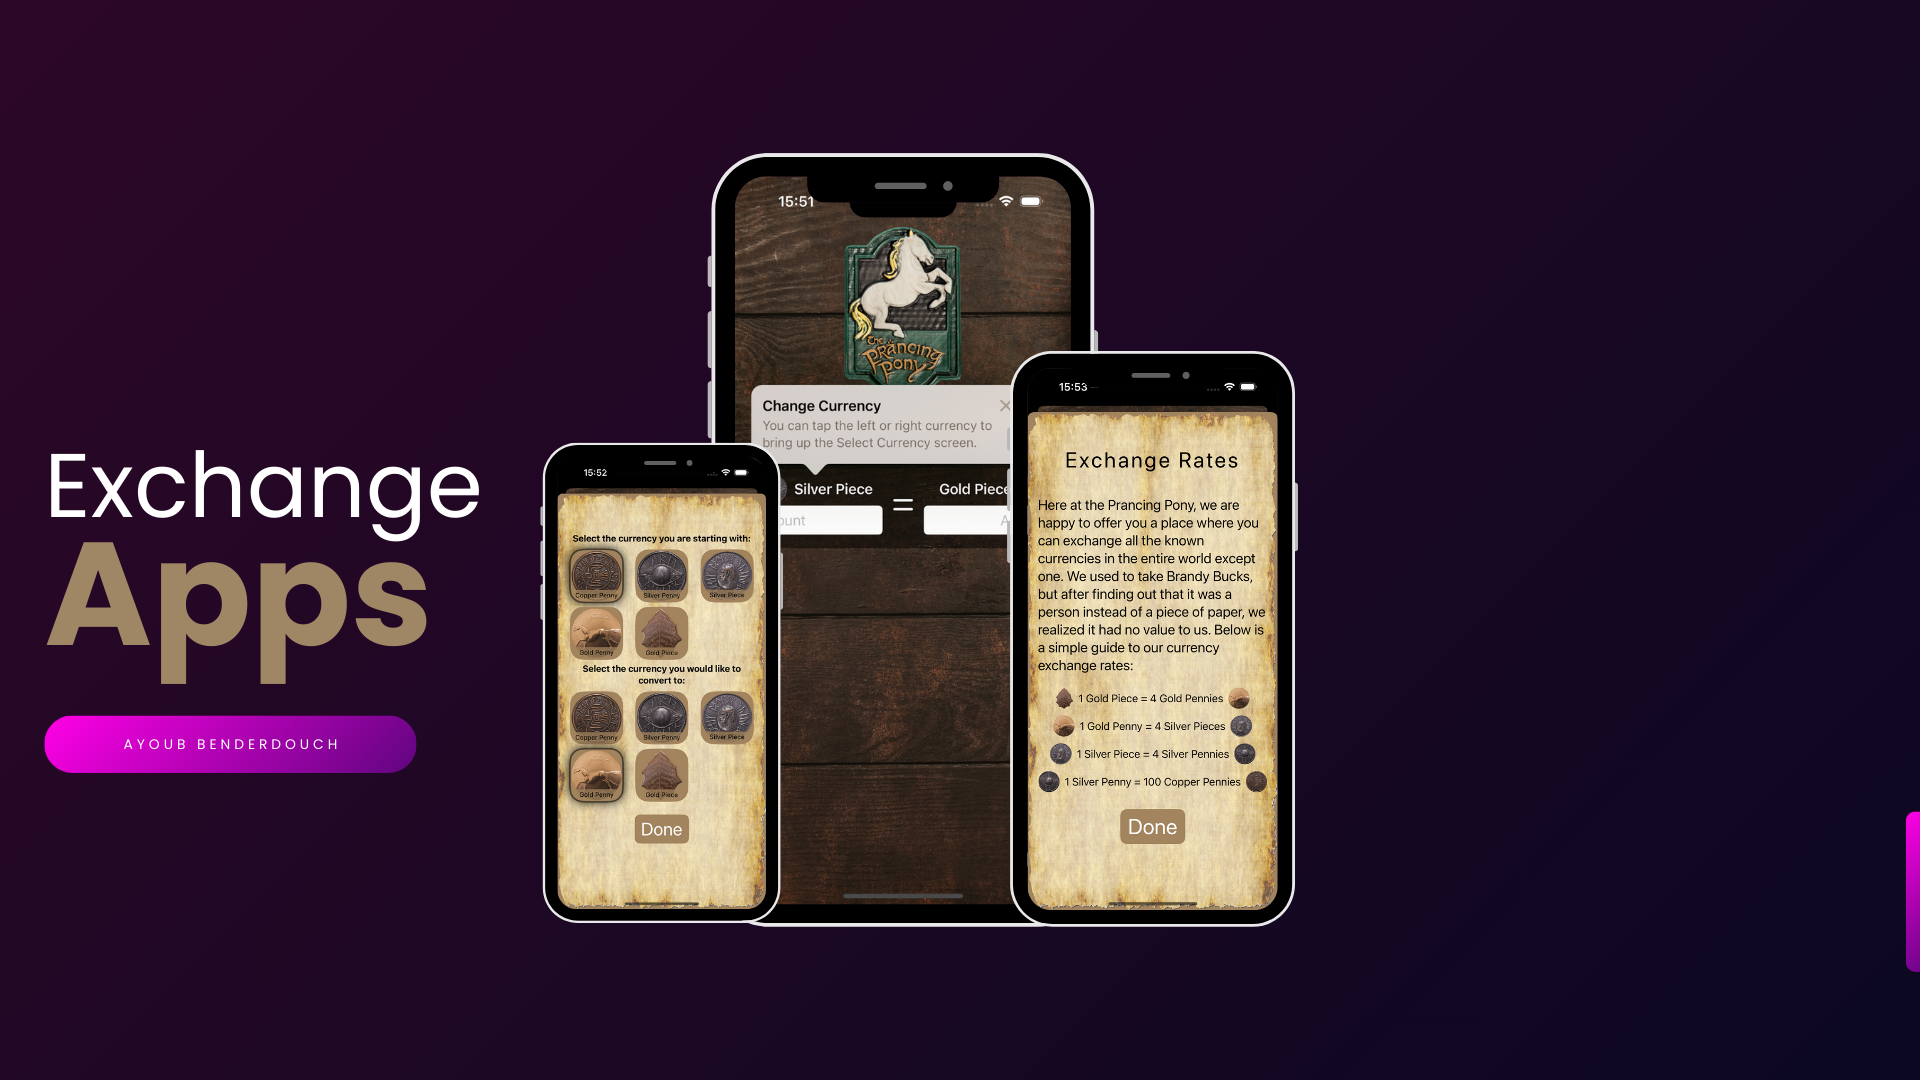 Exchange
Apps
AYOUB BENDERDOUCH
15:52
Select the currency you are starting with:
Copper Penny
Silver Penny
Silver Piece
Gold Penny
Gold Piece
Select the currency you would like to
convert to:
Copper Penny
Silver Penny
Silver Piece
Gold Penny
Gold Piece
Done
15:51
The
Prancing
Pony
Change Currency
You can tap the left or right currency to
bring up the Select Currency screen.
Silver Piece
=
Gold Piece
ount
A
15:53
Exchange Rates
Here at the Prancing Pony, we are
happy to offer you a place where you
can exchange all the known
currencies in the entire world except
one. We used to take Brandy Bucks,
but after finding out that it was a
person instead of a piece of paper, we
realized it had no value to us. Below is
a simple guide to our currency
exchange rates:
1 Gold Piece = 4 Gold Pennies
1 Gold Penny = 4 Silver Pieces
1 Silver Piece = 4 Silver Pennies
1 Silver Penny = 100 Copper Pennies
Done